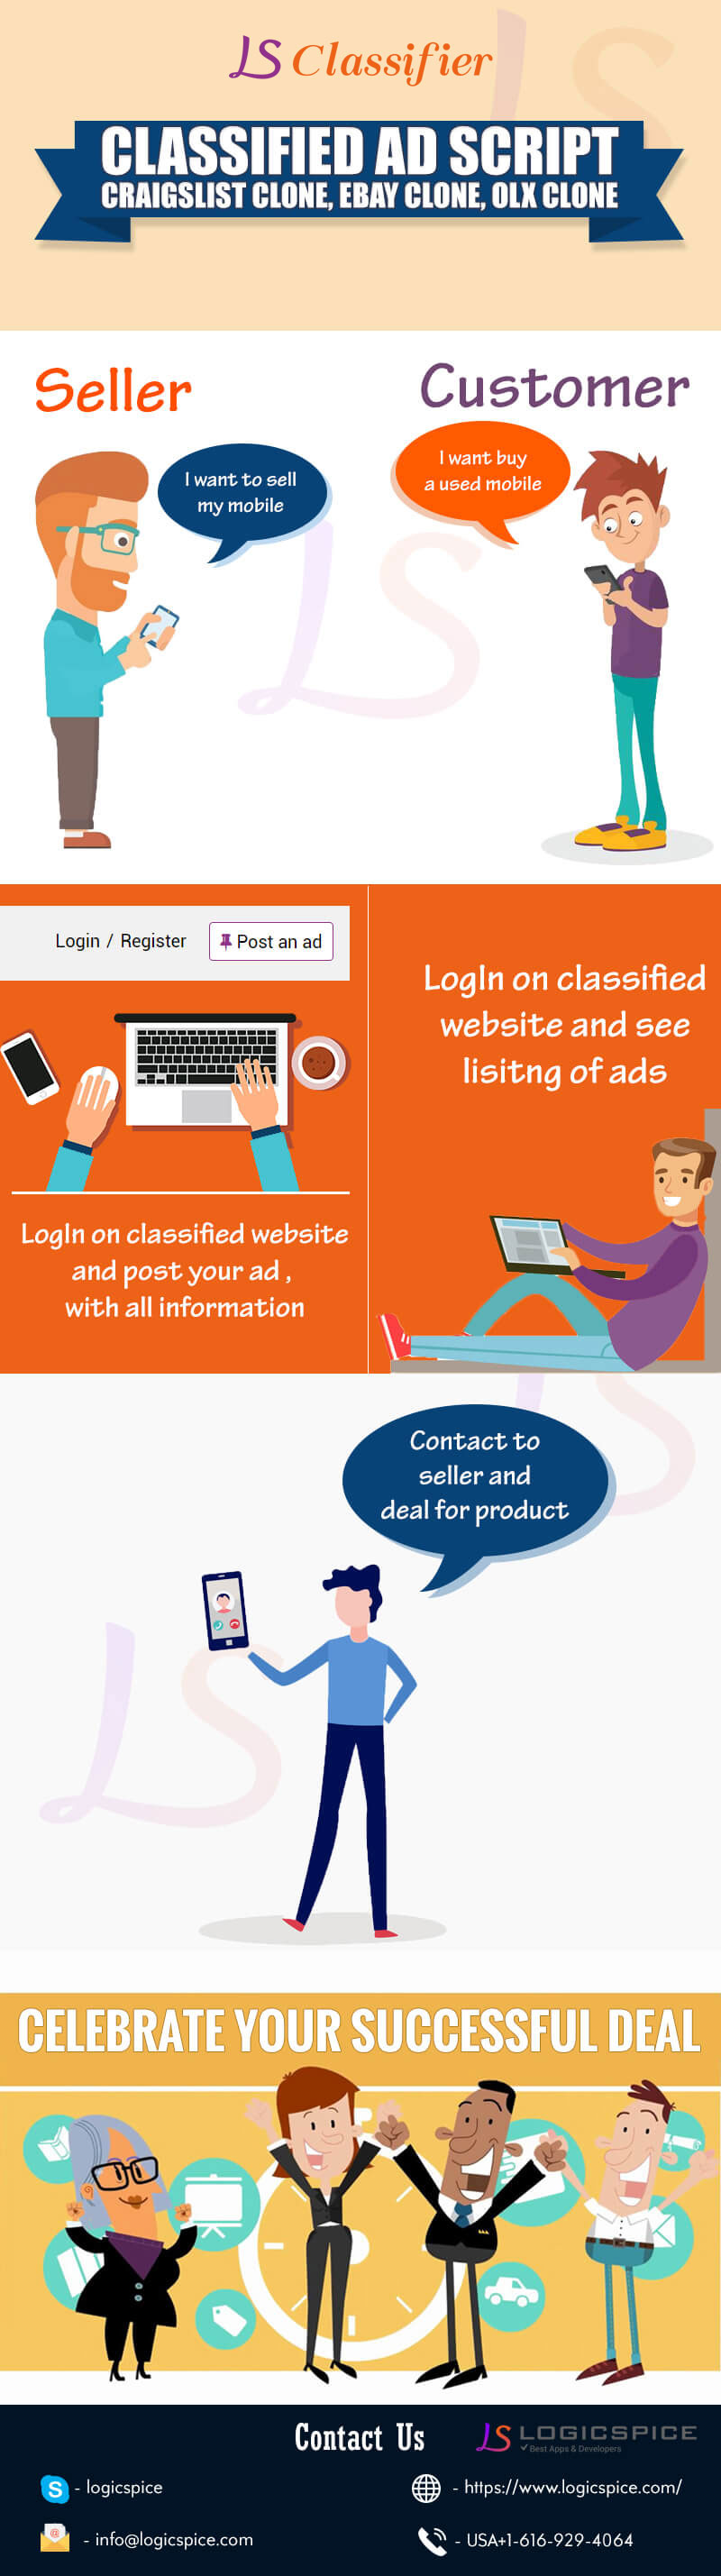 LS Classifier
CLASSIFIED AD SCRIPT
CRAIGSLIST CLONE, EBAY CLONE, OLX CLONE
Seller
Customer
I want to sell
my mobile
I want buy
a used mobile
LS
Login / Register
Post an ad
LogIn on classified website
and post your ad ,
with all information
LogIn on classified
website and see
lisitng of ads
Contact to
seller and
deal for product
LS
CELEBRATE YOUR SUCCESSFUL DEAL
Contact Us
LS LOGICSPICE
Best Apps & Developers
S - logicspice
- https://www.logicspice.com/
@ - info@logicspice.com
- USA+1-616-929-4064